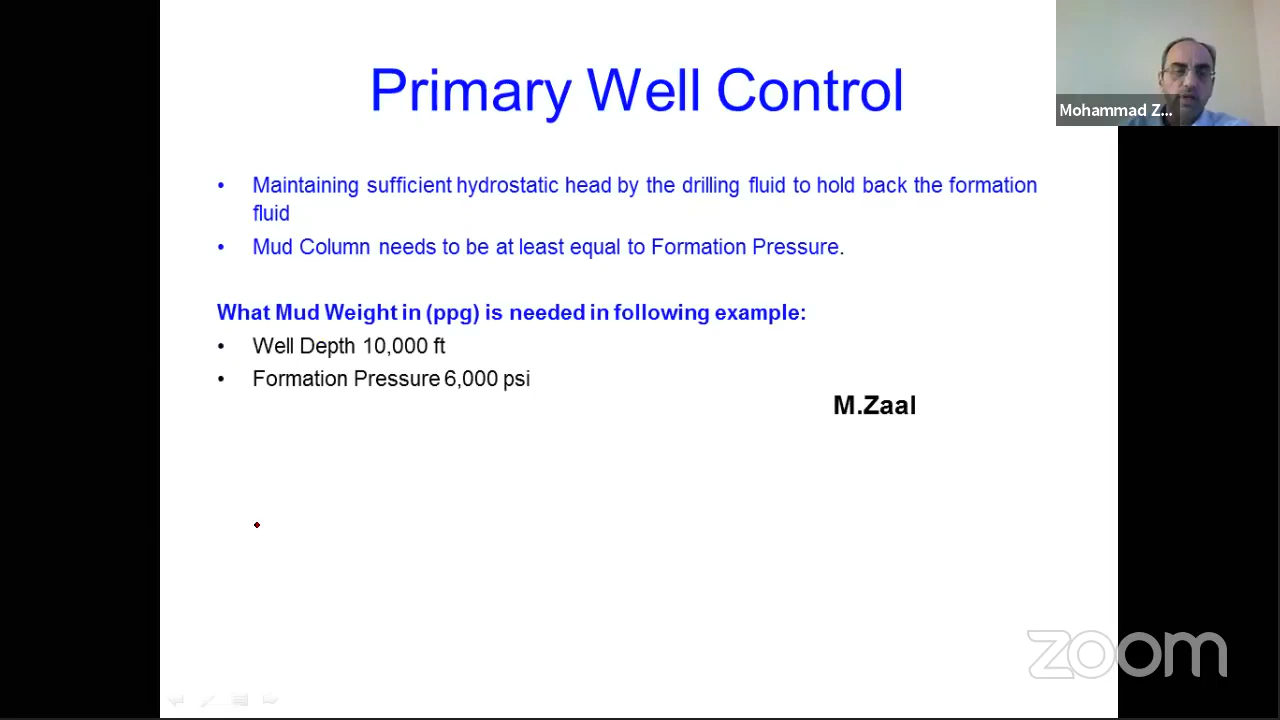 Primary Well Control
Mohammad Z...
• Maintaining sufficient hydrostatic head by the drilling fluid to hold back the formation
fluid
• Mud Column needs to be at least equal to Formation Pressure.
What Mud Weight in (ppg) is needed in following example:
• Well Depth 10,000 ft
• Formation Pressure 6,000 psi
M.Zaal
zoom